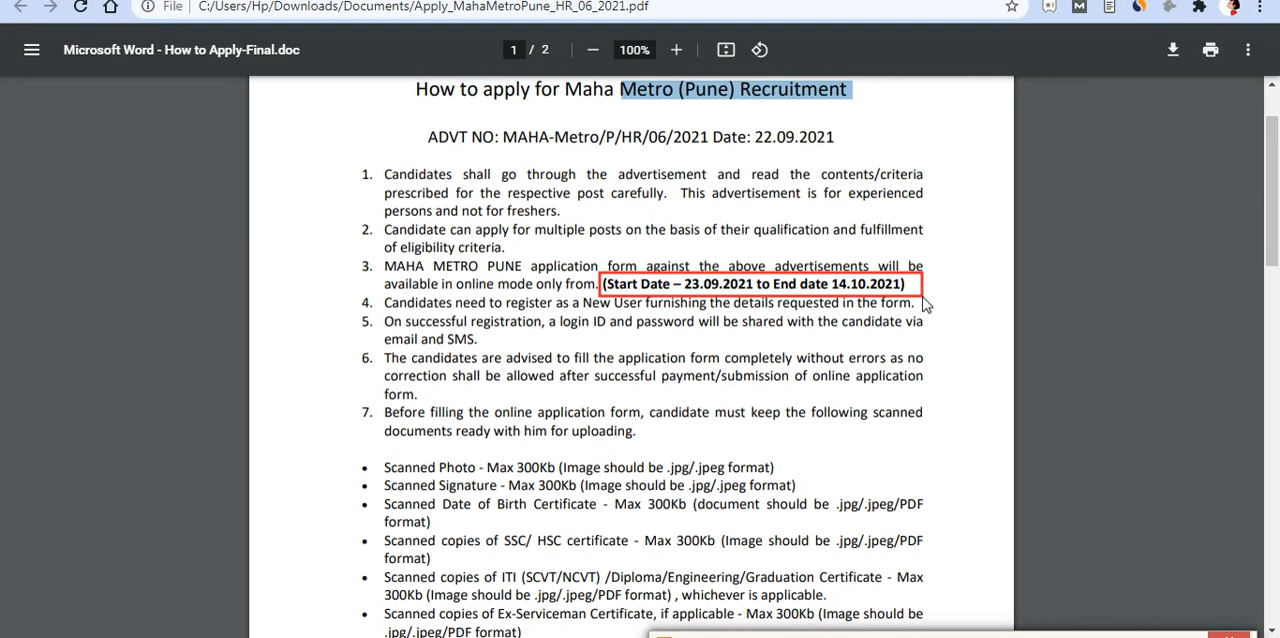 File C:/Users/Hp/Downloads/Documents/Apply_MahaMetroPune_HR_06_2021.pdf
Microsoft Word - How to Apply-Final.doc
1 / 2
100%
How to apply for Maha Metro (Pune) Recruitment
ADVT NO: MAHA-Metro/P/HR/06/2021 Date: 22.09.2021
1. Candidates shall go through the advertisement and read the contents/criteria
prescribed for the respective post carefully. This advertisement is for experienced
persons and not for freshers.
2. Candidate can apply for multiple posts on the basis of their qualification and fulfillment
of eligibility criteria.
3. MAHA METRO PUNE application form against the above advertisements will be
available in online mode only from. (Start Date – 23.09.2021 to End date 14.10.2021)
4. Candidates need to register as a New User furnishing the details requested in the form.
5. On successful registration, a login ID and password will be shared with the candidate via
email and SMS.
6. The candidates are advised to fill the application form completely without errors as no
correction shall be allowed after successful payment/submission of online application
form.
7. Before filling the online application form, candidate must keep the following scanned
documents ready with him for uploading.
• Scanned Photo - Max 300Kb (Image should be .jpg/.jpeg format)
• Scanned Signature - Max 300Kb (Image should be .jpg/.jpeg format)
• Scanned Date of Birth Certificate - Max 300Kb (document should be .jpg/.jpeg/PDF
format)
• Scanned copies of SSC/ HSC certificate - Max 300Kb (Image should be .jpg/.jpeg/PDF
format)
• Scanned copies of ITI (SCVT/NCVT) /Diploma/Engineering/Graduation Certificate - Max
300Kb (Image should be .jpg/.jpeg/PDF format) , whichever is applicable.
• Scanned copies of Ex-Serviceman Certificate, if applicable - Max 300Kb (Image should be
.jpg/.jpeg/PDF format)